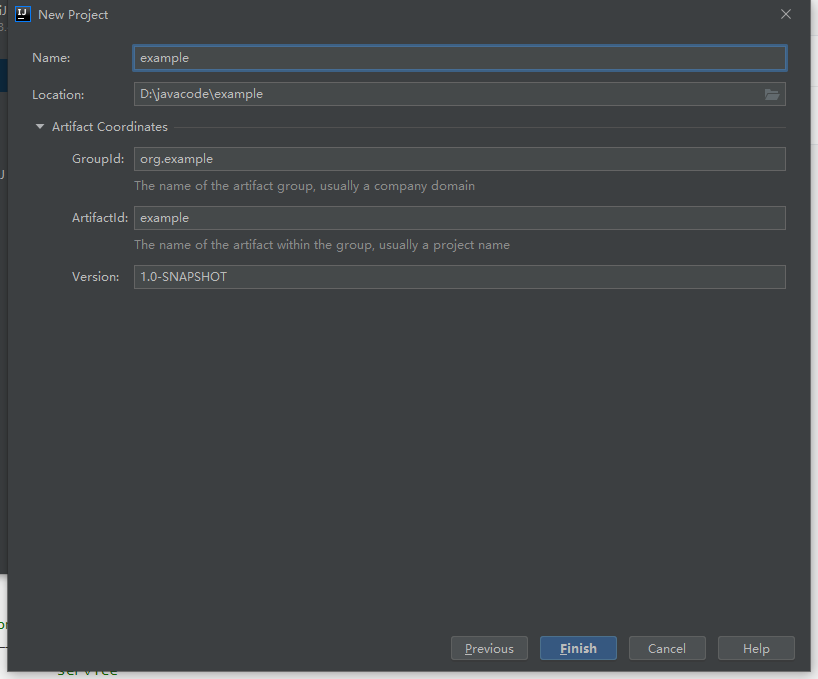 New Project
Name: example
Location: D:\javacode\example
Artifact Coordinates
GroupId: org.example
The name of the artifact group, usually a company domain
ArtifactId: example
The name of the artifact within the group, usually a project name
Version: 1.0-SNAPSHOT
Previous Finish Cancel Help